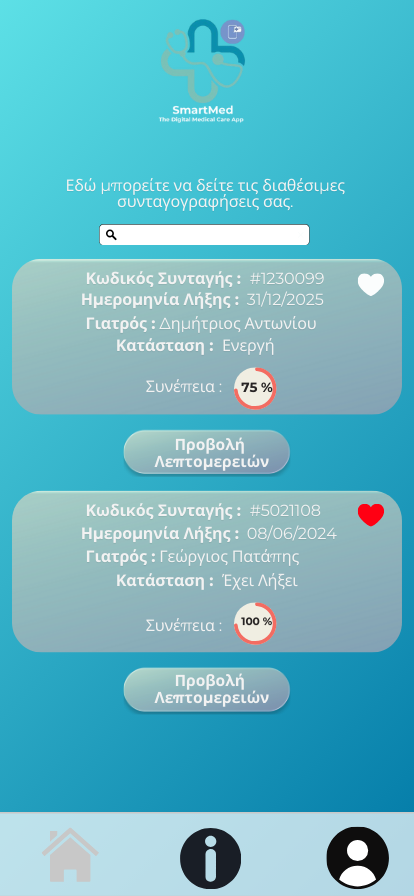 SmartMed
The Digital Medical Care App
Εδώ μπορείτε να δείτε τις διαθέσιμες
συνταγογραφήσεις σας.
Κωδικός Συνταγής : #1230099
Ημερομηνία Λήξης : 31/12/2025
Γιατρός : Δημήτριος Αντωνίου
Κατάσταση : Ενεργή
Συνέπεια : 75 %
Προβολή
Λεπτομερειών
Κωδικός Συνταγής : #5021108
Ημερομηνία Λήξης : 08/06/2024
Γιατρός : Γεώργιος Πατάπης
Κατάσταση : Έχει Λήξει
Συνέπεια : 100 %
Προβολή
Λεπτομερειών